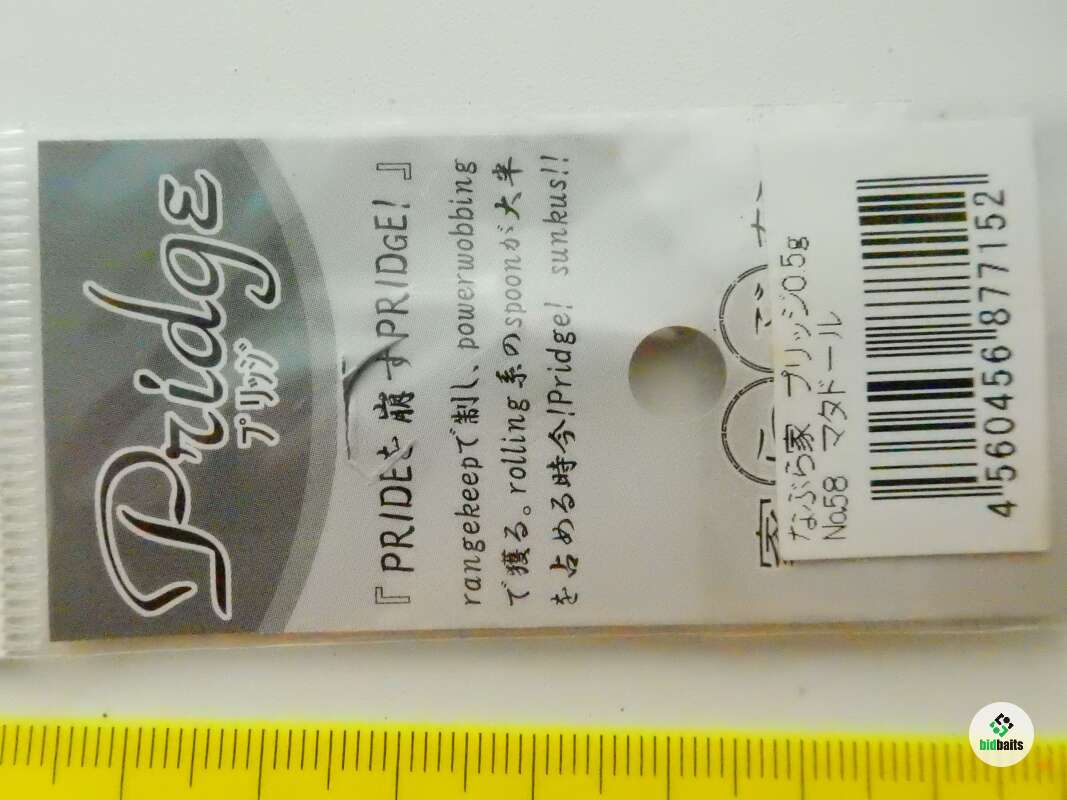 Pridge
プリッジ
『PRIDEを崩すPRIDGE!』
rangekeepで制し、powerwobbing
で獲る。rolling系のspoonが大半
を占める時今!Pridge! sunkus!!
なぶら家 プリッジ0.5g
No.58 マタドール
4560456877152
bidbaits